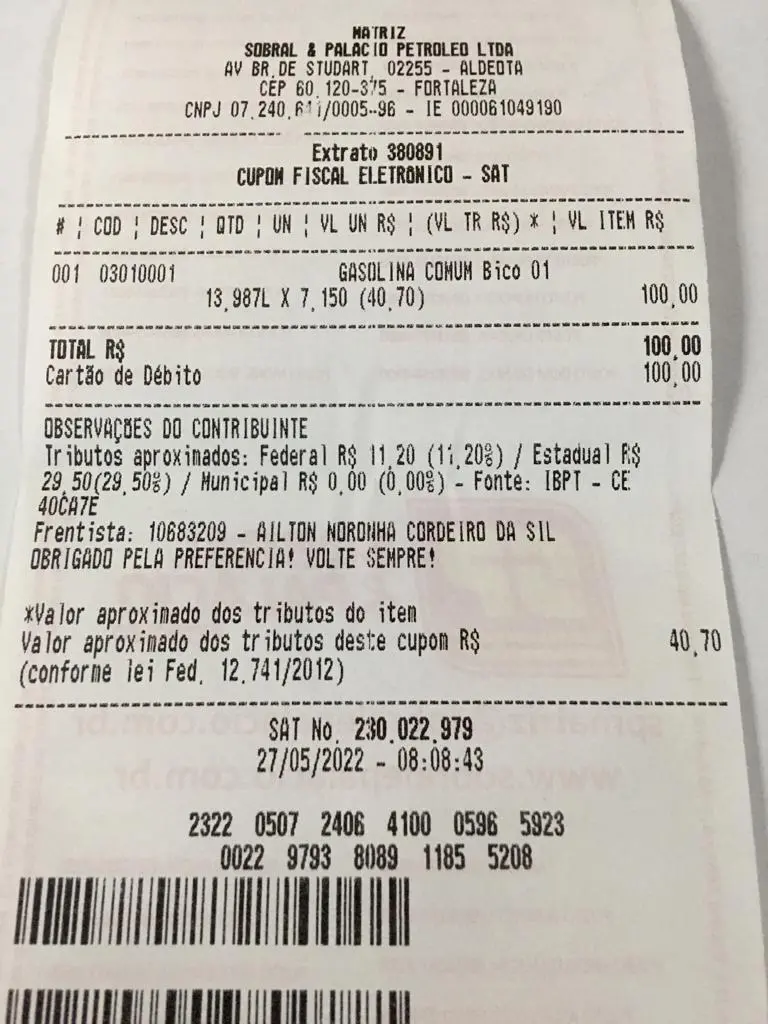 MATRIZ
SOBRAL & PALACIO PETROLEO LTDA
AV BR.DE STUDART, 02255 - ALDEOTA
CEP 60.120-375 - FORTALEZA
CNPJ 07.240.641/0005-96 - IE 000061049190
Extrato 380891
CUPOM FISCAL ELETRONICO - SAT
# ¦ COD ¦ DESC ¦ QTD ¦ UN ¦ VL UN R$ ¦ (VL TR R$) * ¦ VL ITEM R$
001 03010001 GASOLINA COMUM Bico 01
13,987L X 7,150 (40,70) 100,00
TOTAL R$ 100,00
Cartão de Débito 100,00
OBSERVAÇÕES DO CONTRIBUINTE
Tributos aproximados: Federal R$ 11,20 (11,20%) / Estadual R$
29,50(29,50%) / Municipal R$ 0,00 (0,00%) - Fonte: IBPT - CE
40CA7E
Frentista: 10683209 - AILTON NORONHA CORDEIRO DA SIL
OBRIGADO PELA PREFERENCIA! VOLTE SEMPRE!
*Valor aproximado dos tributos do item
Valor aproximado dos tributos deste cupom R$ 40,70
(conforme lei Fed. 12.741/2012)
SAT No. 230.022.979
27/05/2022 - 08:08:43
2322 0507 2406 4100 0596 5923
0022 9793 8089 1185 5208